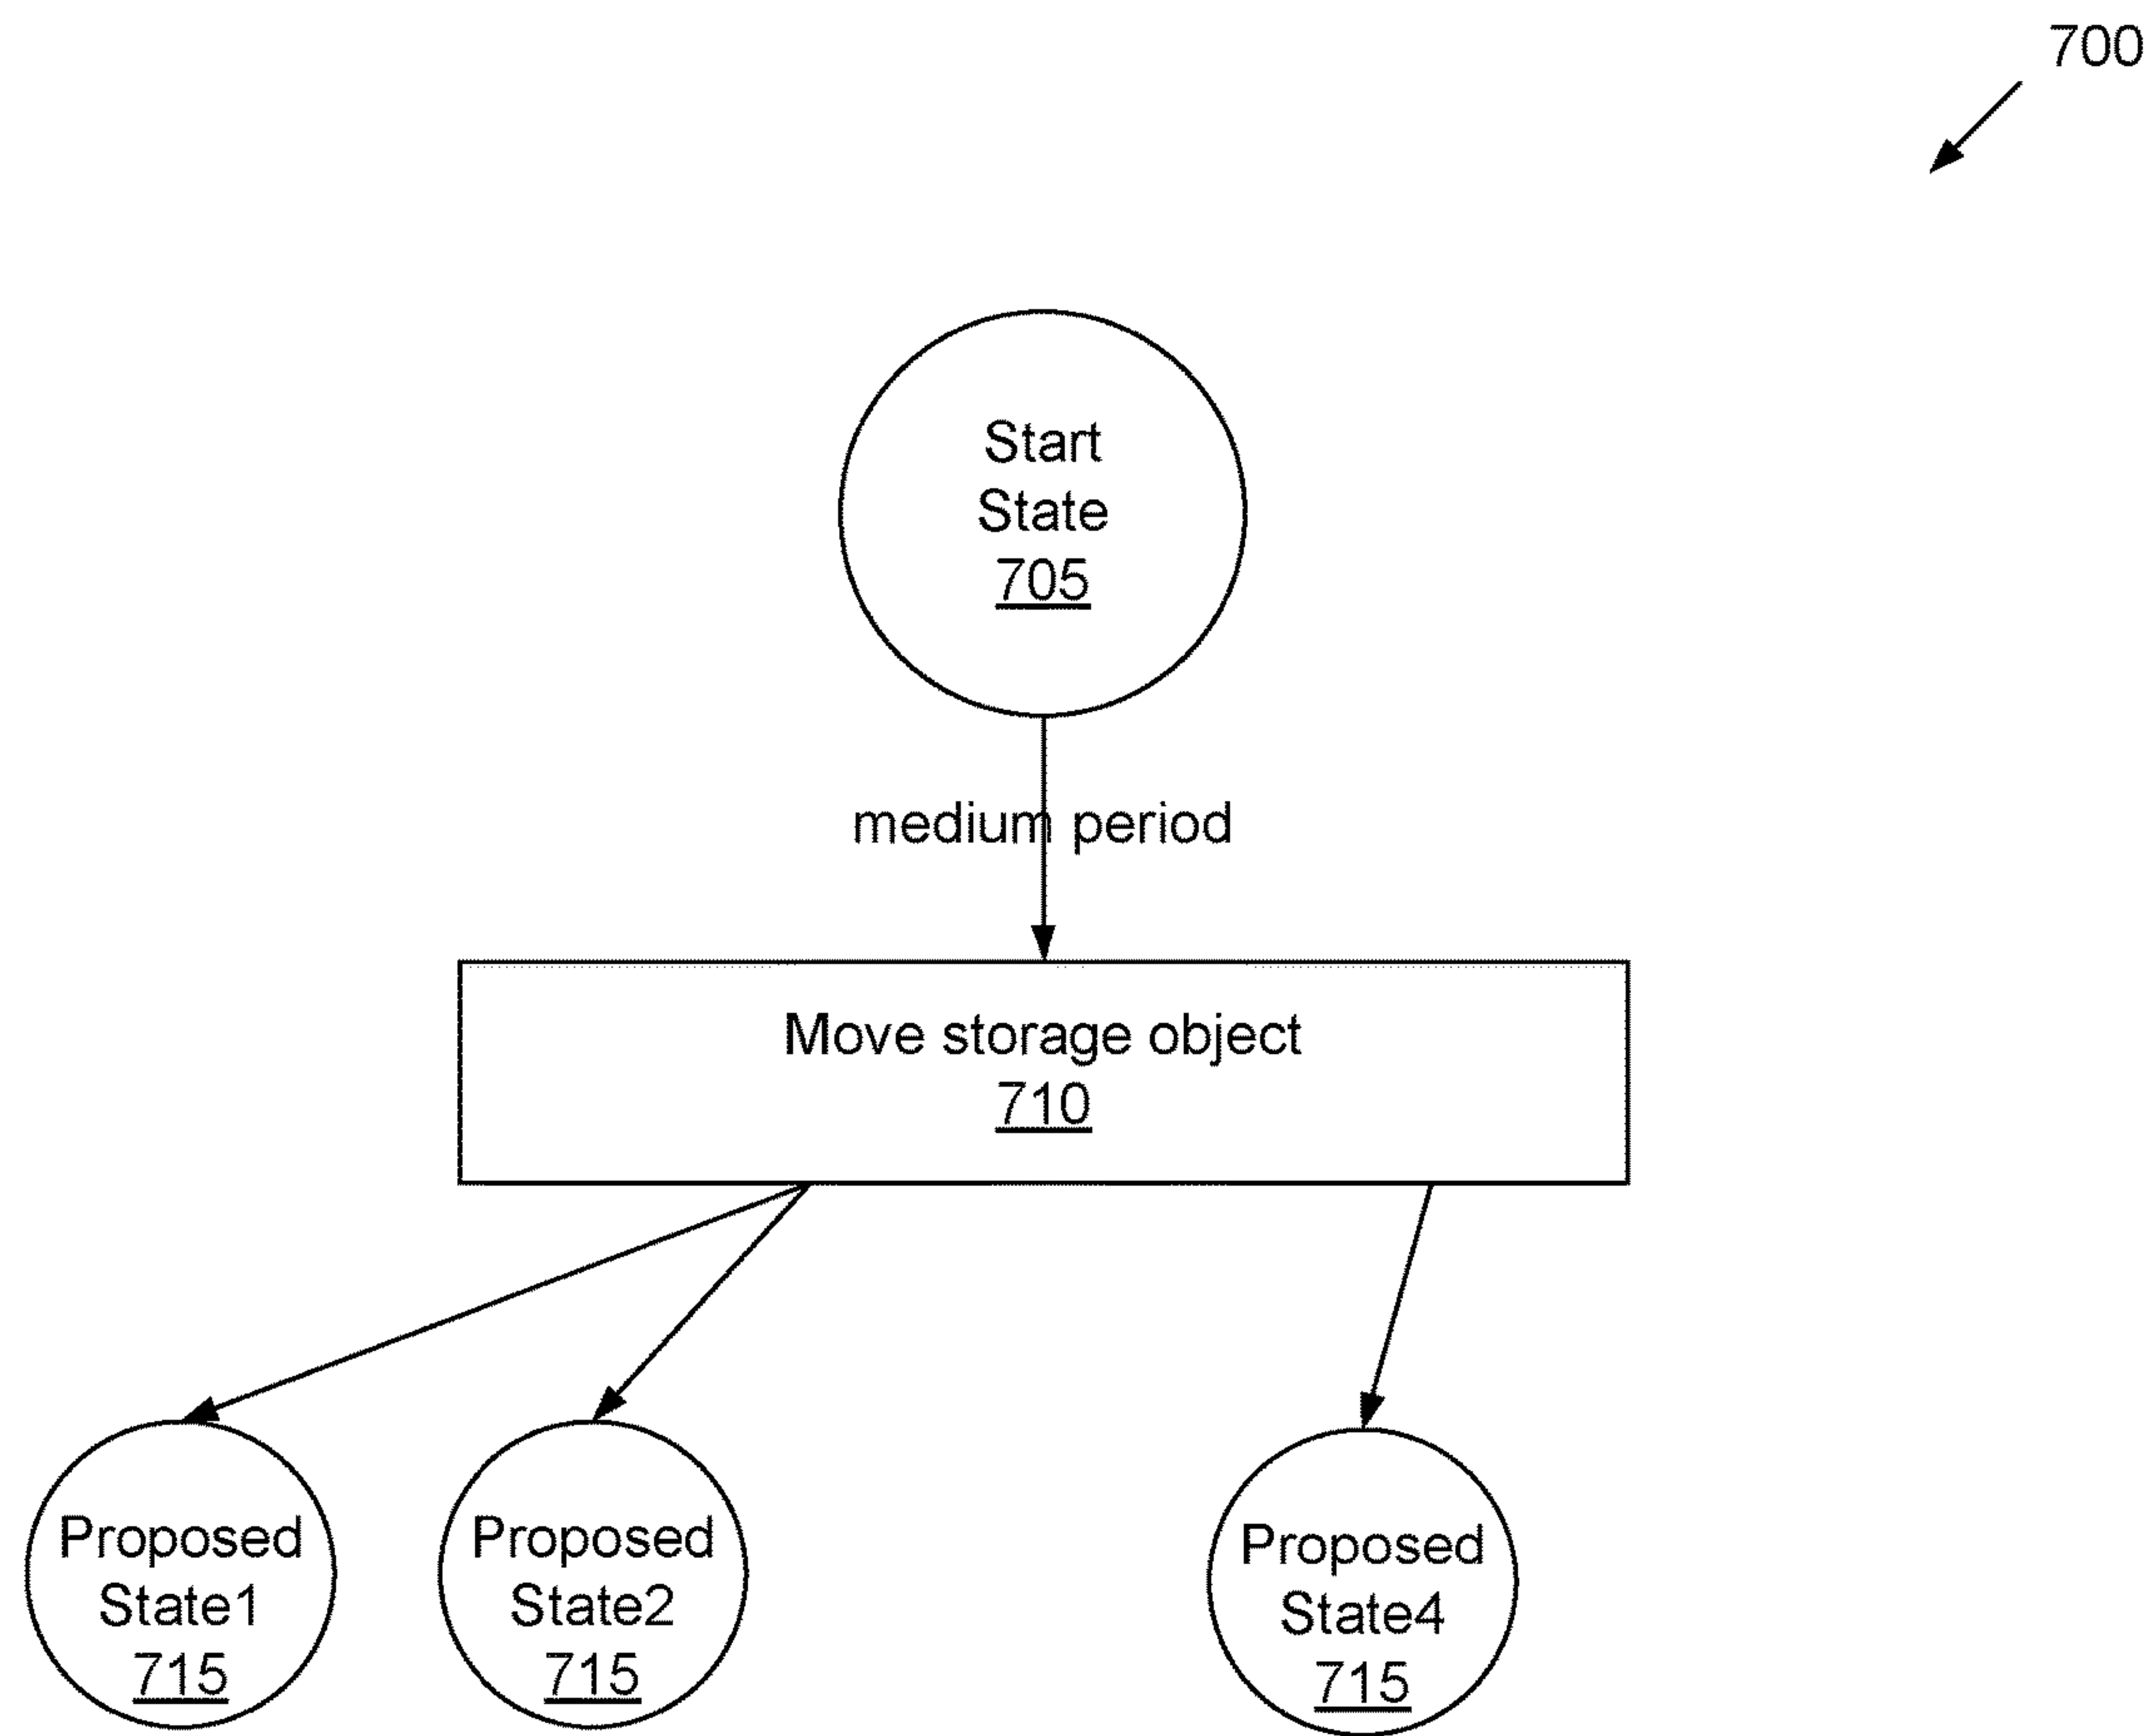 700
Start
State
705
medium period
Move storage object
710
Proposed
State1
715
Proposed
State2
715
Proposed
State4
715